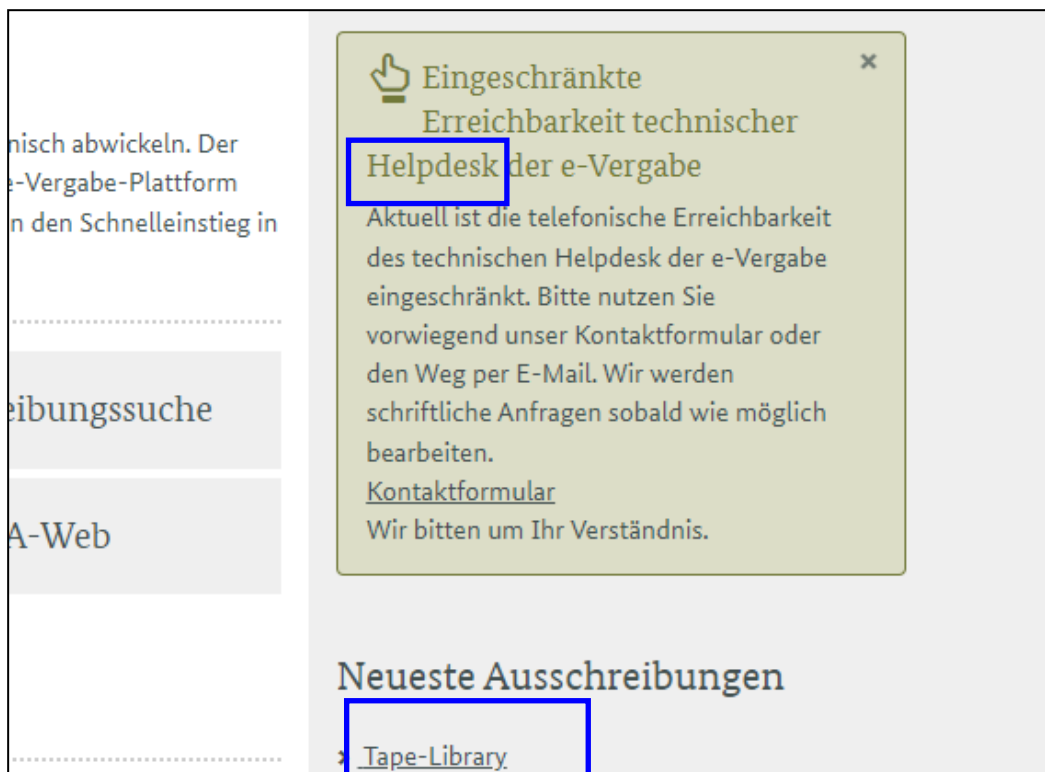 nisch abwickeln. Der
e-Vergabe-Plattform
n den Schnelleinstieg in
eibungssuche
A-Web
Eingeschränkte
Erreichbarkeit technischer
Helpdesk der e-Vergabe
Aktuell ist die telefonische Erreichbarkeit
des technischen Helpdesk der e-Vergabe
eingeschränkt. Bitte nutzen Sie
vorwiegend unser Kontaktformular oder
den Weg per E-Mail. Wir werden
schriftliche Anfragen sobald wie möglich
bearbeiten.
Kontaktformular
Wir bitten um Ihr Verständnis.
Neueste Ausschreibungen
Tape-Library